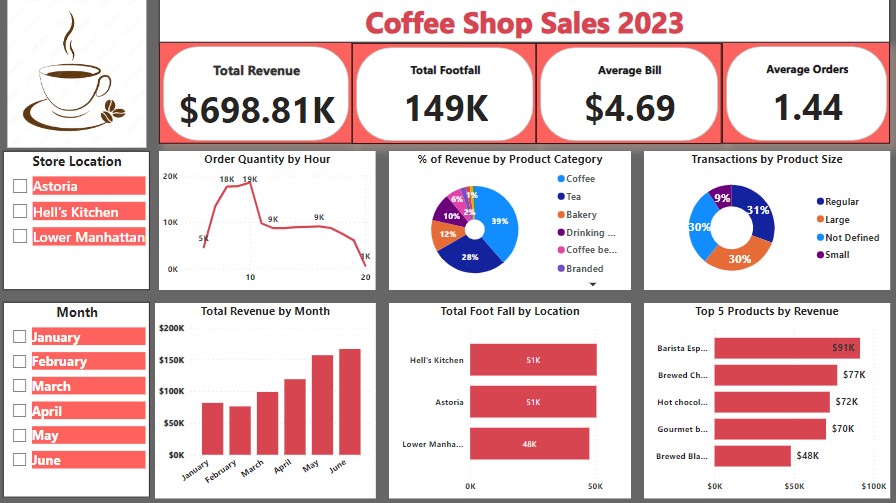 Coffee Shop Sales 2023
Total Revenue
$698.81K
Total Footfall
149K
Average Bill
$4.69
Average Orders
1.44
Store Location
Astoria
Hell's Kitchen
Lower Manhattan
Order Quantity by Hour
20K
10K
0K
5K
18K
19K
9K
9K
1K
10
20
% of Revenue by Product Category
39%
28%
12%
10%
6%
2%
1%
Coffee
Tea
Bakery
Drinking ...
Coffee be...
Branded
Transactions by Product Size
31%
30%
30%
9%
Regular
Large
Not Defined
Small
Month
January
February
March
April
May
June
Total Revenue by Month
$200K
$150K
$100K
$50K
$0K
January
February
March
April
May
June
Total Foot Fall by Location
Hell's Kitchen
51K
Astoria
51K
Lower Manha...
48K
0K
50K
Top 5 Products by Revenue
Barista Esp...
$91K
Brewed Ch...
$77K
Hot chocol...
$72K
Gourmet b...
$70K
Brewed Bla...
$48K
$0K
$50K
$100K